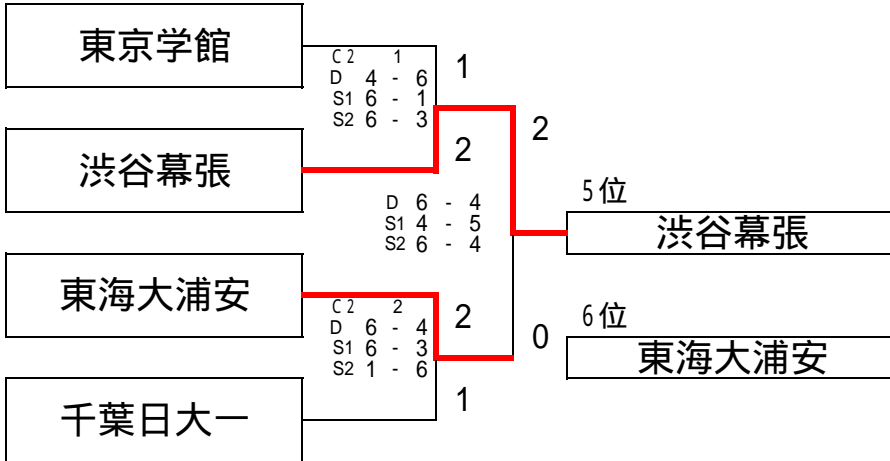 東京学館
C2 1
D 4 - 6
S1 6 - 1
S2 6 - 3
1
渋谷幕張
2
2
D 6 - 4
S1 4 - 5
S2 6 - 4
5位
渋谷幕張
東海大浦安
C2 2
D 6 - 4
S1 6 - 3
S2 1 - 6
2
0
6位
東海大浦安
千葉日大一
1